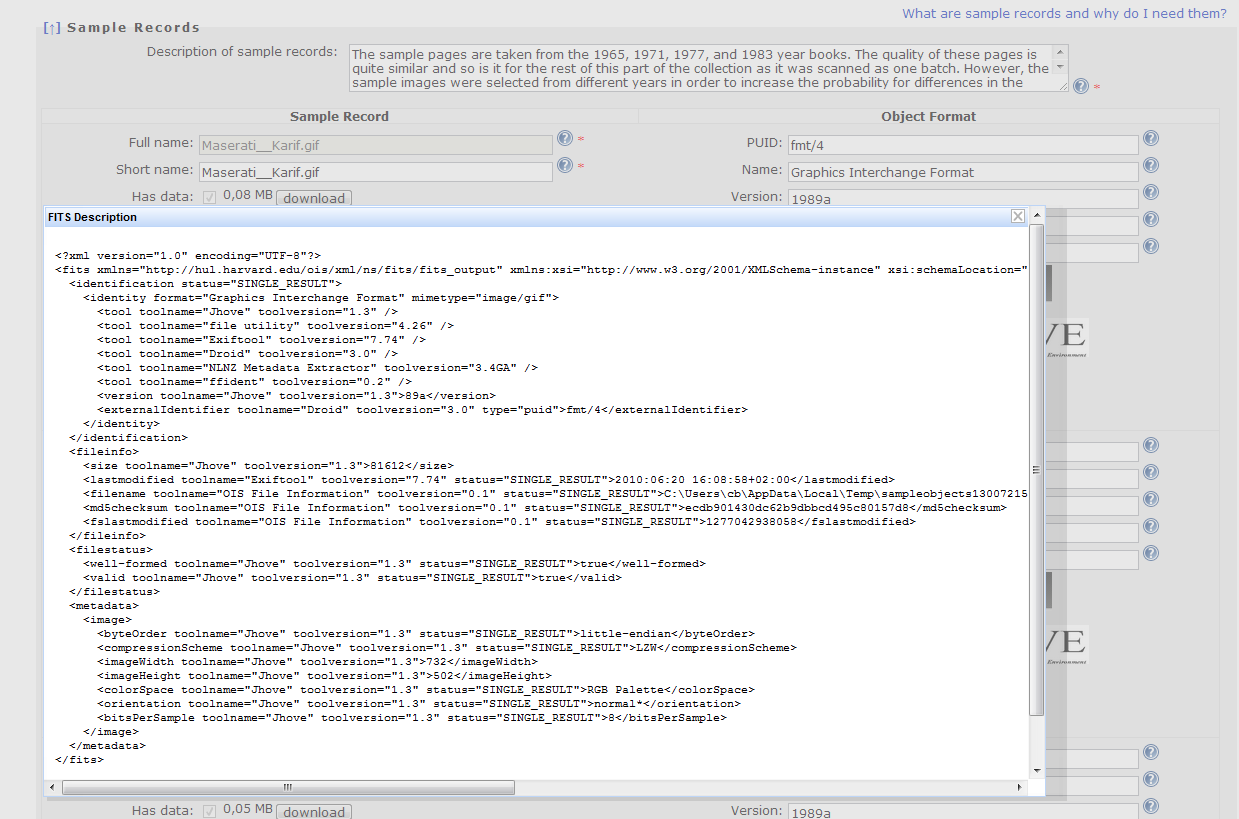 What are sample records and why do I need them?
[↑] Sample Records
Description of sample records:
The sample pages are taken from the 1965, 1971, 1977, and 1983 year books. The quality of these pages is
quite similar and so is it for the rest of this part of the collection as it was scanned as one batch. However, the
sample images were selected from different years in order to increase the probability for differences in the
*
Sample Record Object Format
Full name: Maserati__Karif.gif * PUID: fmt/4
Short name: Maserati__Karif.gif * Name: Graphics Interchange Format
Has data: 0,08 MB download Version: 1989a
FITS Description
<?xml version="1.0" encoding="UTF-8"?>
<fits xmlns="http://hul.harvard.edu/ois/xml/ns/fits/fits_output" xmlns:xsi="http://www.w3.org/2001/XMLSchema-instance" xsi:schemaLocation="
<identification status="SINGLE_RESULT">
<identity format="Graphics Interchange Format" mimetype="image/gif">
<tool toolname="Jhove" toolversion="1.3" />
<tool toolname="file utility" toolversion="4.26" />
<tool toolname="Exiftool" toolversion="7.74" />
<tool toolname="Droid" toolversion="3.0" />
<tool toolname="NLNZ Metadata Extractor" toolversion="3.4GA" />
<tool toolname="ffident" toolversion="0.2" />
<version toolname="Jhove" toolversion="1.3">89a</version>
<externalIdentifier toolname="Droid" toolversion="3.0" type="puid">fmt/4</externalIdentifier>
</identity>
</identification>
<fileinfo>
<size toolname="Jhove" toolversion="1.3">81612</size>
<lastmodified toolname="Exiftool" toolversion="7.74" status="SINGLE_RESULT">2010:06:20 16:08:58+02:00</lastmodified>
<filename toolname="OIS File Information" toolversion="0.1" status="SINGLE_RESULT">C:\Users\cb\AppData\Local\Temp\sampleobjects13007215
<md5checksum toolname="OIS File Information" toolversion="0.1" status="SINGLE_RESULT">ecdb901430dc62b9dbbcd495c80157d8</md5checksum>
<fslastmodified toolname="OIS File Information" toolversion="0.1" status="SINGLE_RESULT">1277042938058</fslastmodified>
</fileinfo>
<filestatus>
<well-formed toolname="Jhove" toolversion="1.3" status="SINGLE_RESULT">true</well-formed>
<valid toolname="Jhove" toolversion="1.3" status="SINGLE_RESULT">true</valid>
</filestatus>
<metadata>
<image>
<byteOrder toolname="Jhove" toolversion="1.3" status="SINGLE_RESULT">little-endian</byteOrder>
<compressionScheme toolname="Jhove" toolversion="1.3" status="SINGLE_RESULT">LZW</compressionScheme>
<imageWidth toolname="Jhove" toolversion="1.3">732</imageWidth>
<imageHeight toolname="Jhove" toolversion="1.3">502</imageHeight>
<colorSpace toolname="Jhove" toolversion="1.3" status="SINGLE_RESULT">RGB Palette</colorSpace>
<orientation toolname="Jhove" toolversion="1.3" status="SINGLE_RESULT">normal*</orientation>
<bitsPerSample toolname="Jhove" toolversion="1.3" status="SINGLE_RESULT">8</bitsPerSample>
</image>
</metadata>
</fits>
VE
Environment
VE
Environment
Has data: 0,05 MB download Version: 1989a